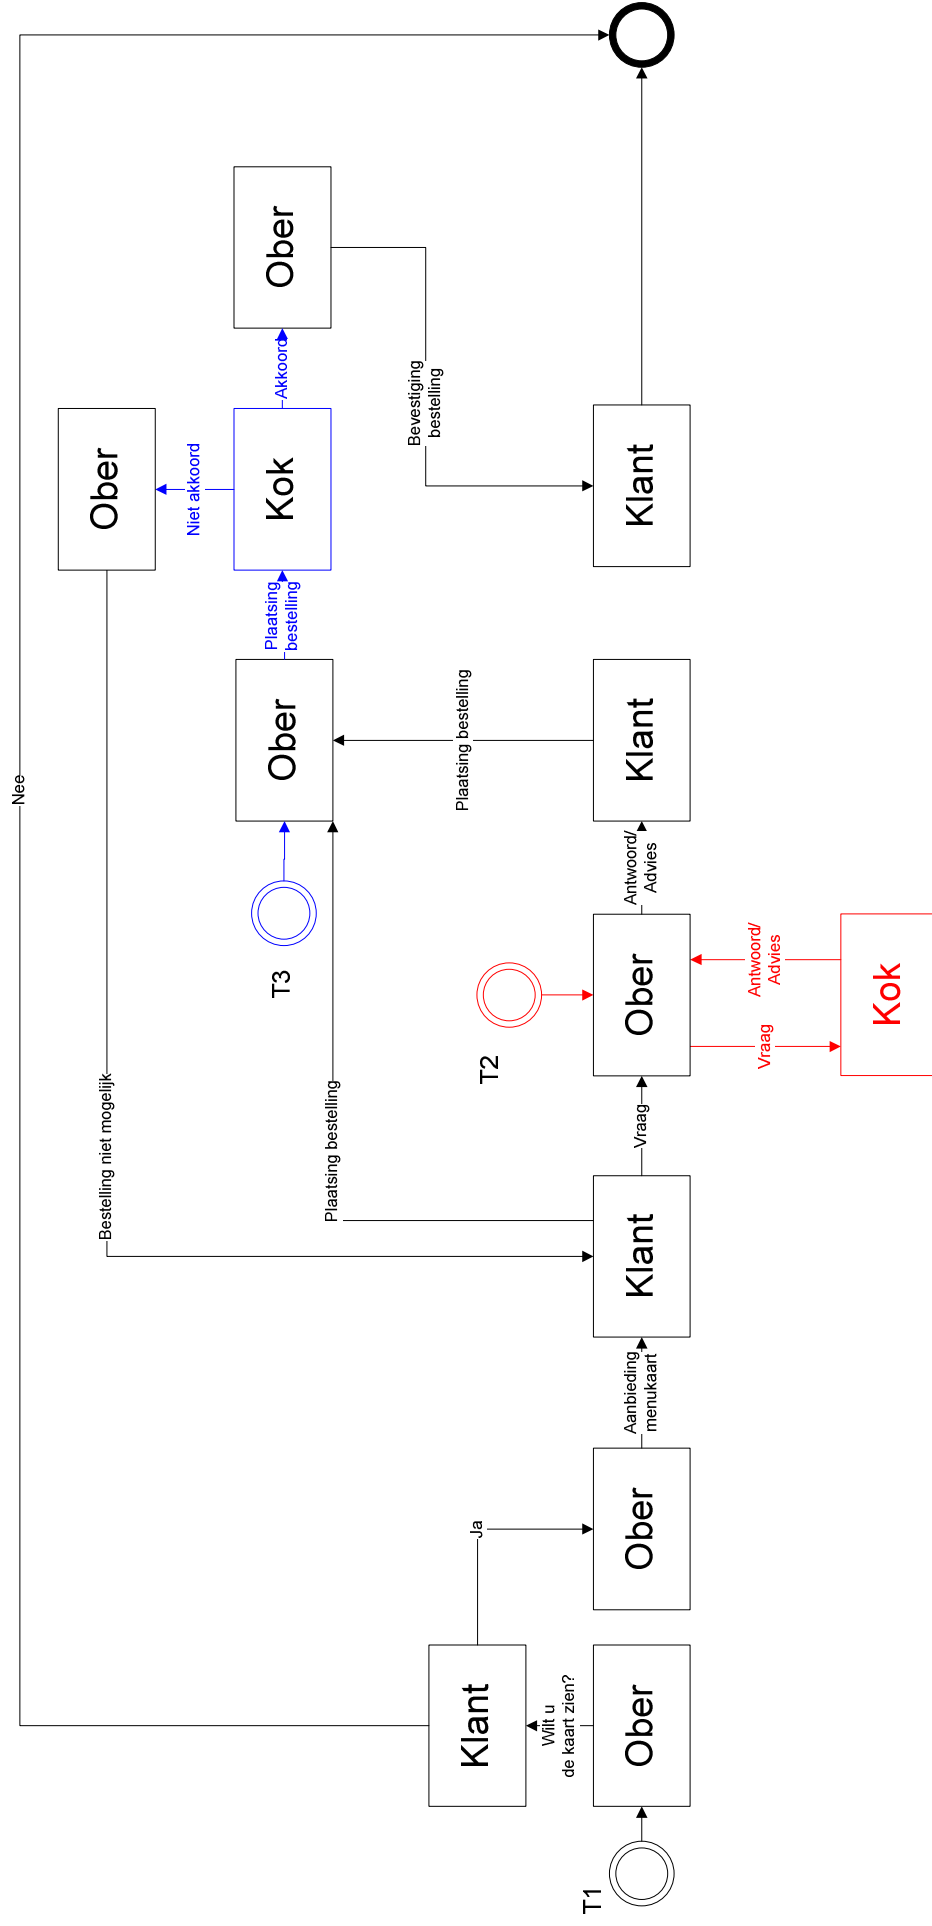 Nee
Bestelling niet mogelijk
Ober
Niet akkoord
Ober
Plaatsing
bestelling
Kok
Akkoord
Ober
T3
Plaatsing bestelling
Bevestiging
bestelling
Klant
Ja
T2
Plaatsing bestelling
Wilt u
de kaart zien?
T1
Ober
Ober
Aanbieding
menukaart
Klant
Vraag
Ober
Antwoord/
Advies
Klant
Klant
Vraag
Antwoord/
Advies
Kok